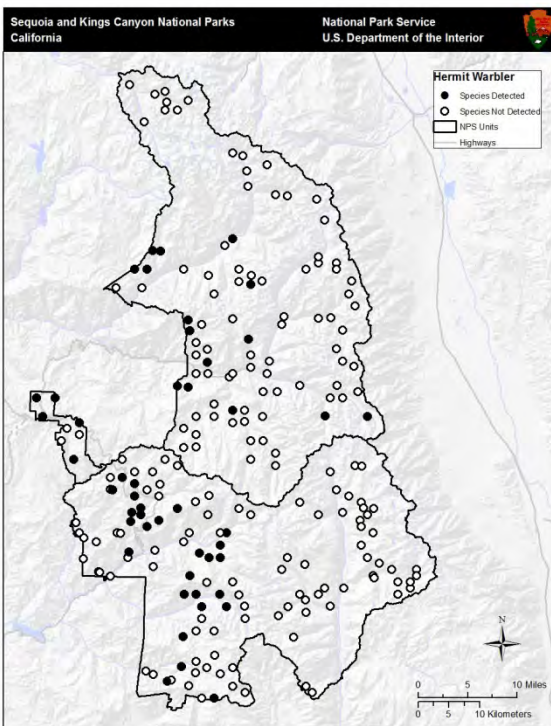 Sequoia and Kings Canyon National Parks
California
National Park Service
U.S. Department of the Interior
Hermit Warbler
Species Detected
Species Not Detected
NPS Units
Highways
N
0 5 10 Miles
0 5 10 Kilometers